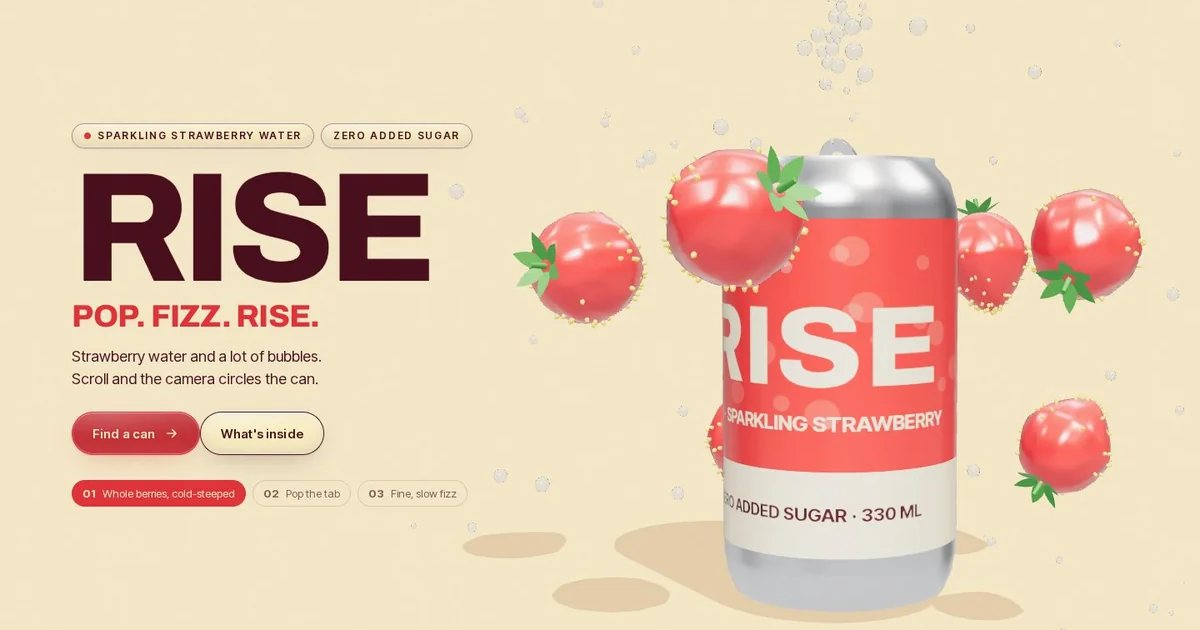 SPARKLING STRAWBERRY WATER
ZERO ADDED SUGAR
RISE
POP. FIZZ. RISE.
Strawberry water and a lot of bubbles.
Scroll and the camera circles the can.
Find a can
What's inside
01 Whole berries, cold-steeped
02 Pop the tab
03 Fine, slow fizz
RISE
SPARKLING STRAWBERRY
ADDED SUGAR · 330 ML